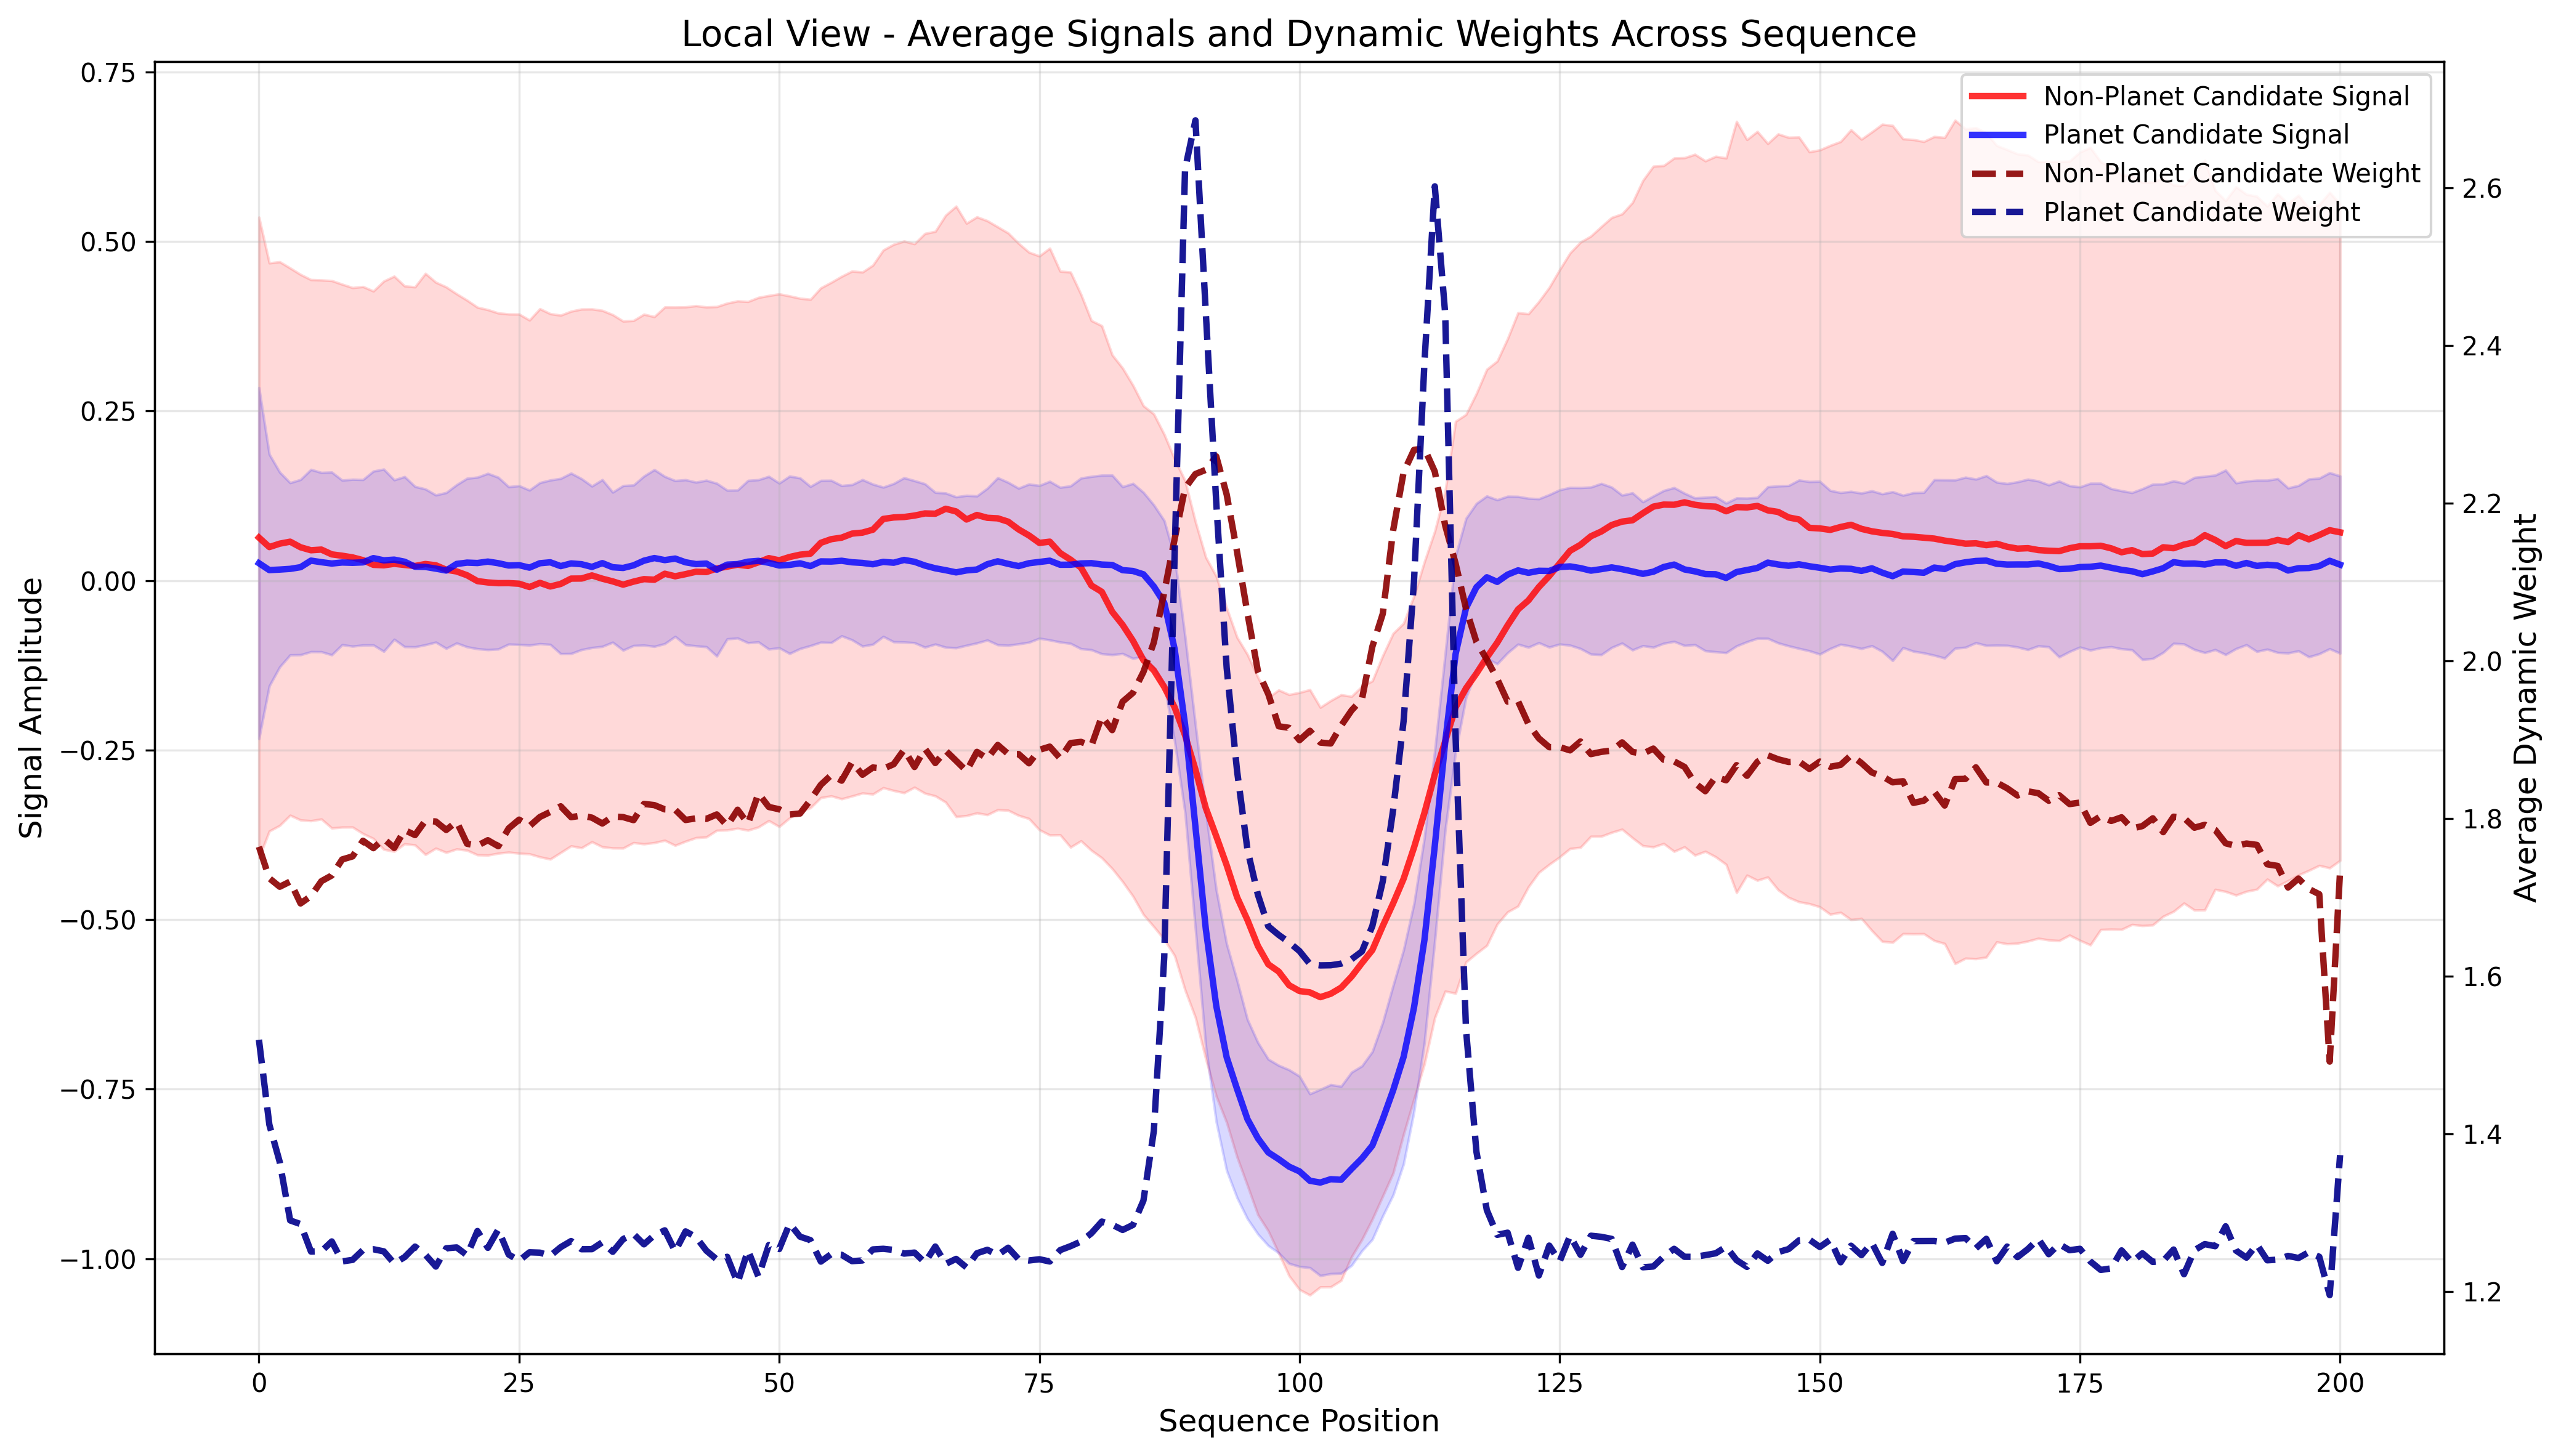 Local View - Average Signals and Dynamic Weights Across Sequence
Non-Planet Candidate Signal
Planet Candidate Signal
Non-Planet Candidate Weight
Planet Candidate Weight
Signal Amplitude
0.75
0.50
0.25
0.00
−0.25
−0.50
−0.75
−1.00
2.6
2.4
2.2
2.0
1.8
1.6
1.4
1.2
Average Dynamic Weight
0 25 50 75 100 125 150 175 200
Sequence Position